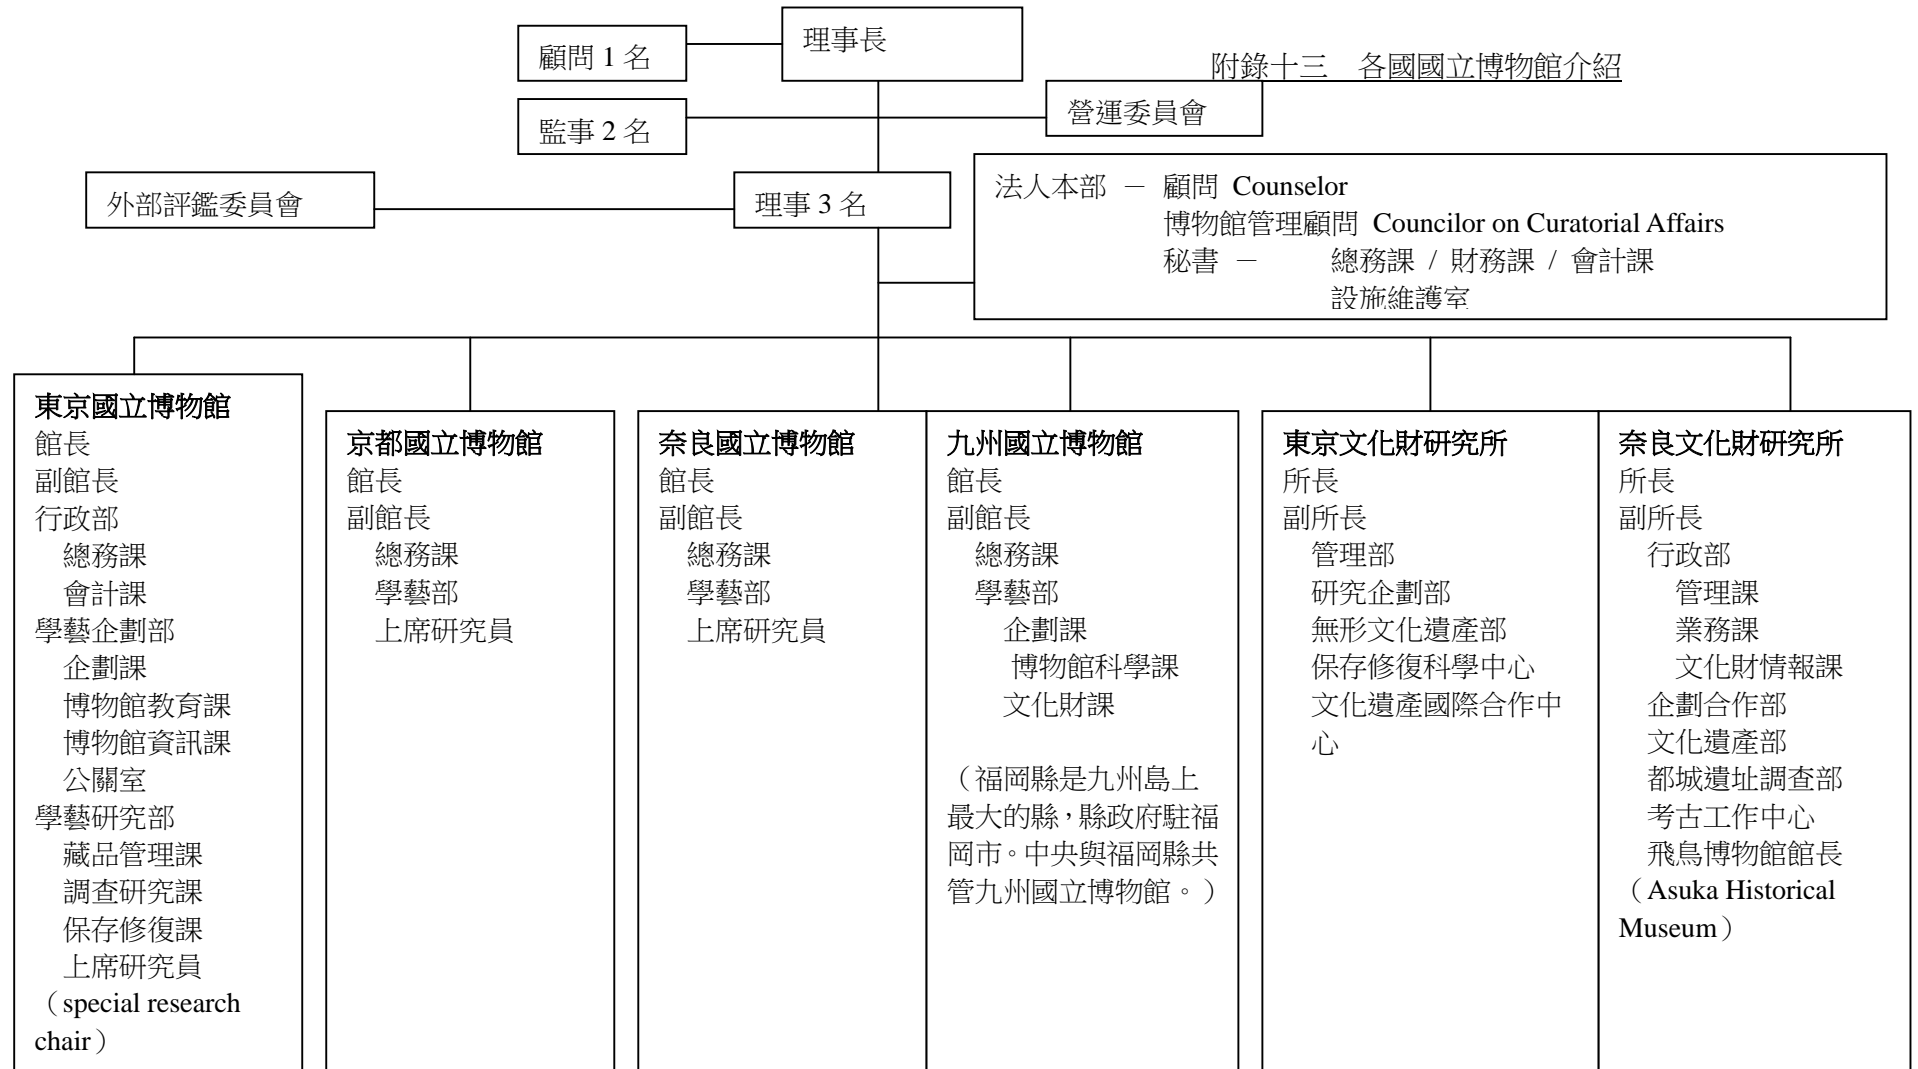 理事長
顧問 1 名
附錄十三 各國國立博物館介紹
營運委員會
監事 2 名
外部評鑑委員會
理事 3 名
法人本部 － 顧問 Counselor
博物館管理顧問 Councilor on Curatorial Affairs
秘書 － 總務課 / 財務課 / 會計課
設施維護室
東京國立博物館
館長
副館長
行政部
總務課
會計課
學藝企劃部
企劃課
博物館教育課
博物館資訊課
公關室
學藝研究部
藏品管理課
調查研究課
保存修復課
上席研究員
（special research
chair）
京都國立博物館
館長
副館長
總務課
學藝部
上席研究員
奈良國立博物館
館長
副館長
總務課
學藝部
上席研究員
九州國立博物館
館長
副館長
總務課
學藝部
企劃課
博物館科學課
文化財課
（福岡縣是九州島上
最大的縣，縣政府駐福
岡市。中央與福岡縣共
管九州國立博物館。）
東京文化財研究所
所長
副所長
管理部
研究企劃部
無形文化遺產部
保存修復科學中心
文化遺產國際合作中
心
奈良文化財研究所
所長
副所長
行政部
管理課
業務課
文化財情報課
企劃合作部
文化遺產部
都城遺址調查部
考古工作中心
飛鳥博物館館長
（Asuka Historical
Museum）